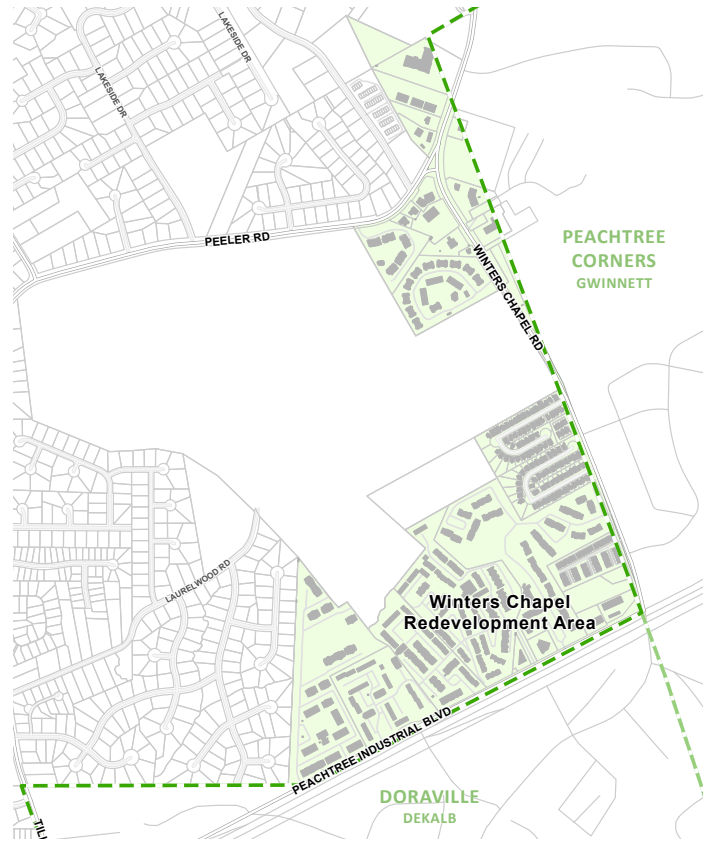 LAKESIDE DR
LAKESIDE DR
PEELER RD
PEACHTREE
CORNERS
GWINNETT
WINTERS CHAPEL RD
LAURELWOOD RD
Winters Chapel
Redevelopment Area
PEACHTREE INDUSTRIAL BLVD
DORAVILLE
DEKALB